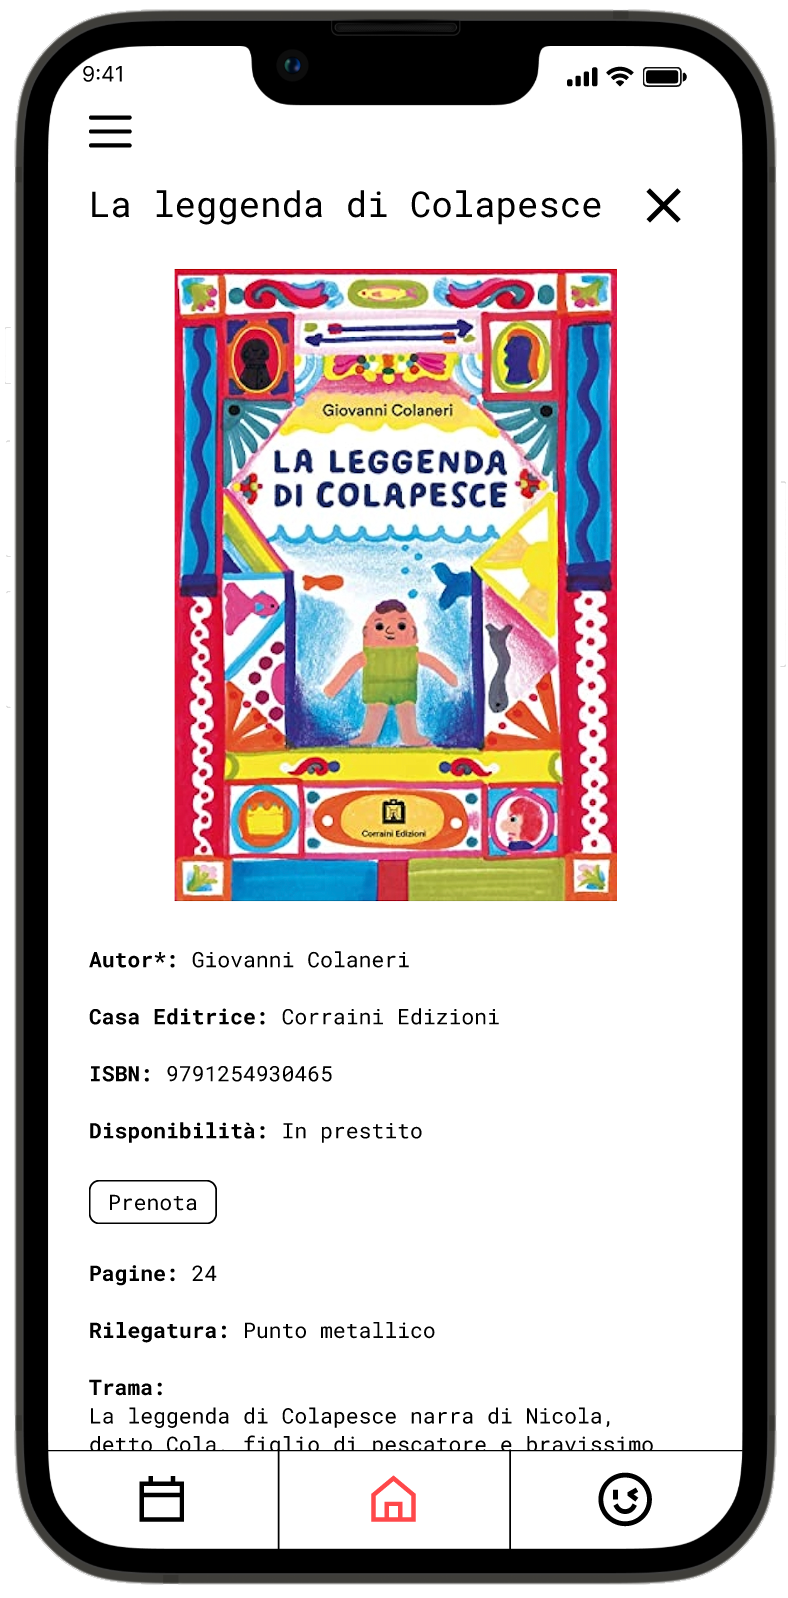 9:41
La leggenda di Colapesce
Giovanni Colaneri
LA LEGGENDA
DI COLAPESCE
Corraini Edizioni
Autor*: Giovanni Colaneri
Casa Editrice: Corraini Edizioni
ISBN: 9791254930465
Disponibilità: In prestito
Prenota
Pagine: 24
Rilegatura: Punto metallico
Trama:
La leggenda di Colapesce narra di Nicola,
detto Cola, figlio di pescatore e bravissimo